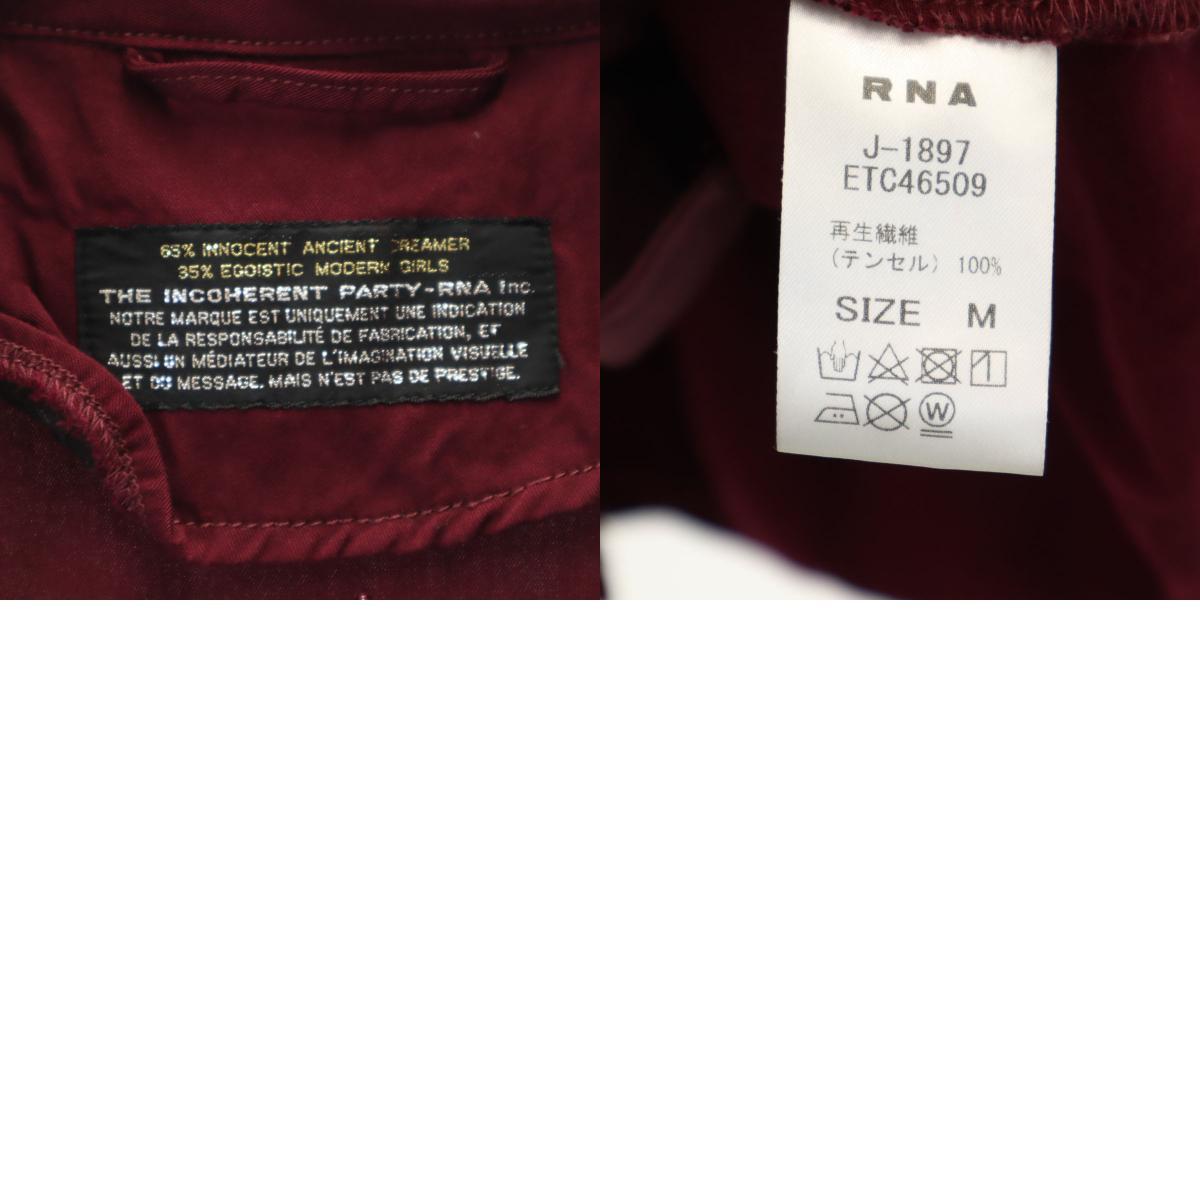 65% INNOCENT ANCIENT DREAMER
35% EGOISTIC MODERN GIRLS
THE INCOHERENT PARTY-RNA Inc.
NOTRE MARQUE EST UNIQUEMENT UNE INDICATION
DE LA RESPONSABILITÉ DE FABRICATION, ET
AUSSI UN MÉDIATEUR DE L'IMAGINATION VISUELLE
ET DU MESSAGE. MAIS N'EST PAS DE PRESTIGE.
RNA
J-1897
ETC46509
再生繊維
(テンセル) 100%
SIZE M
W